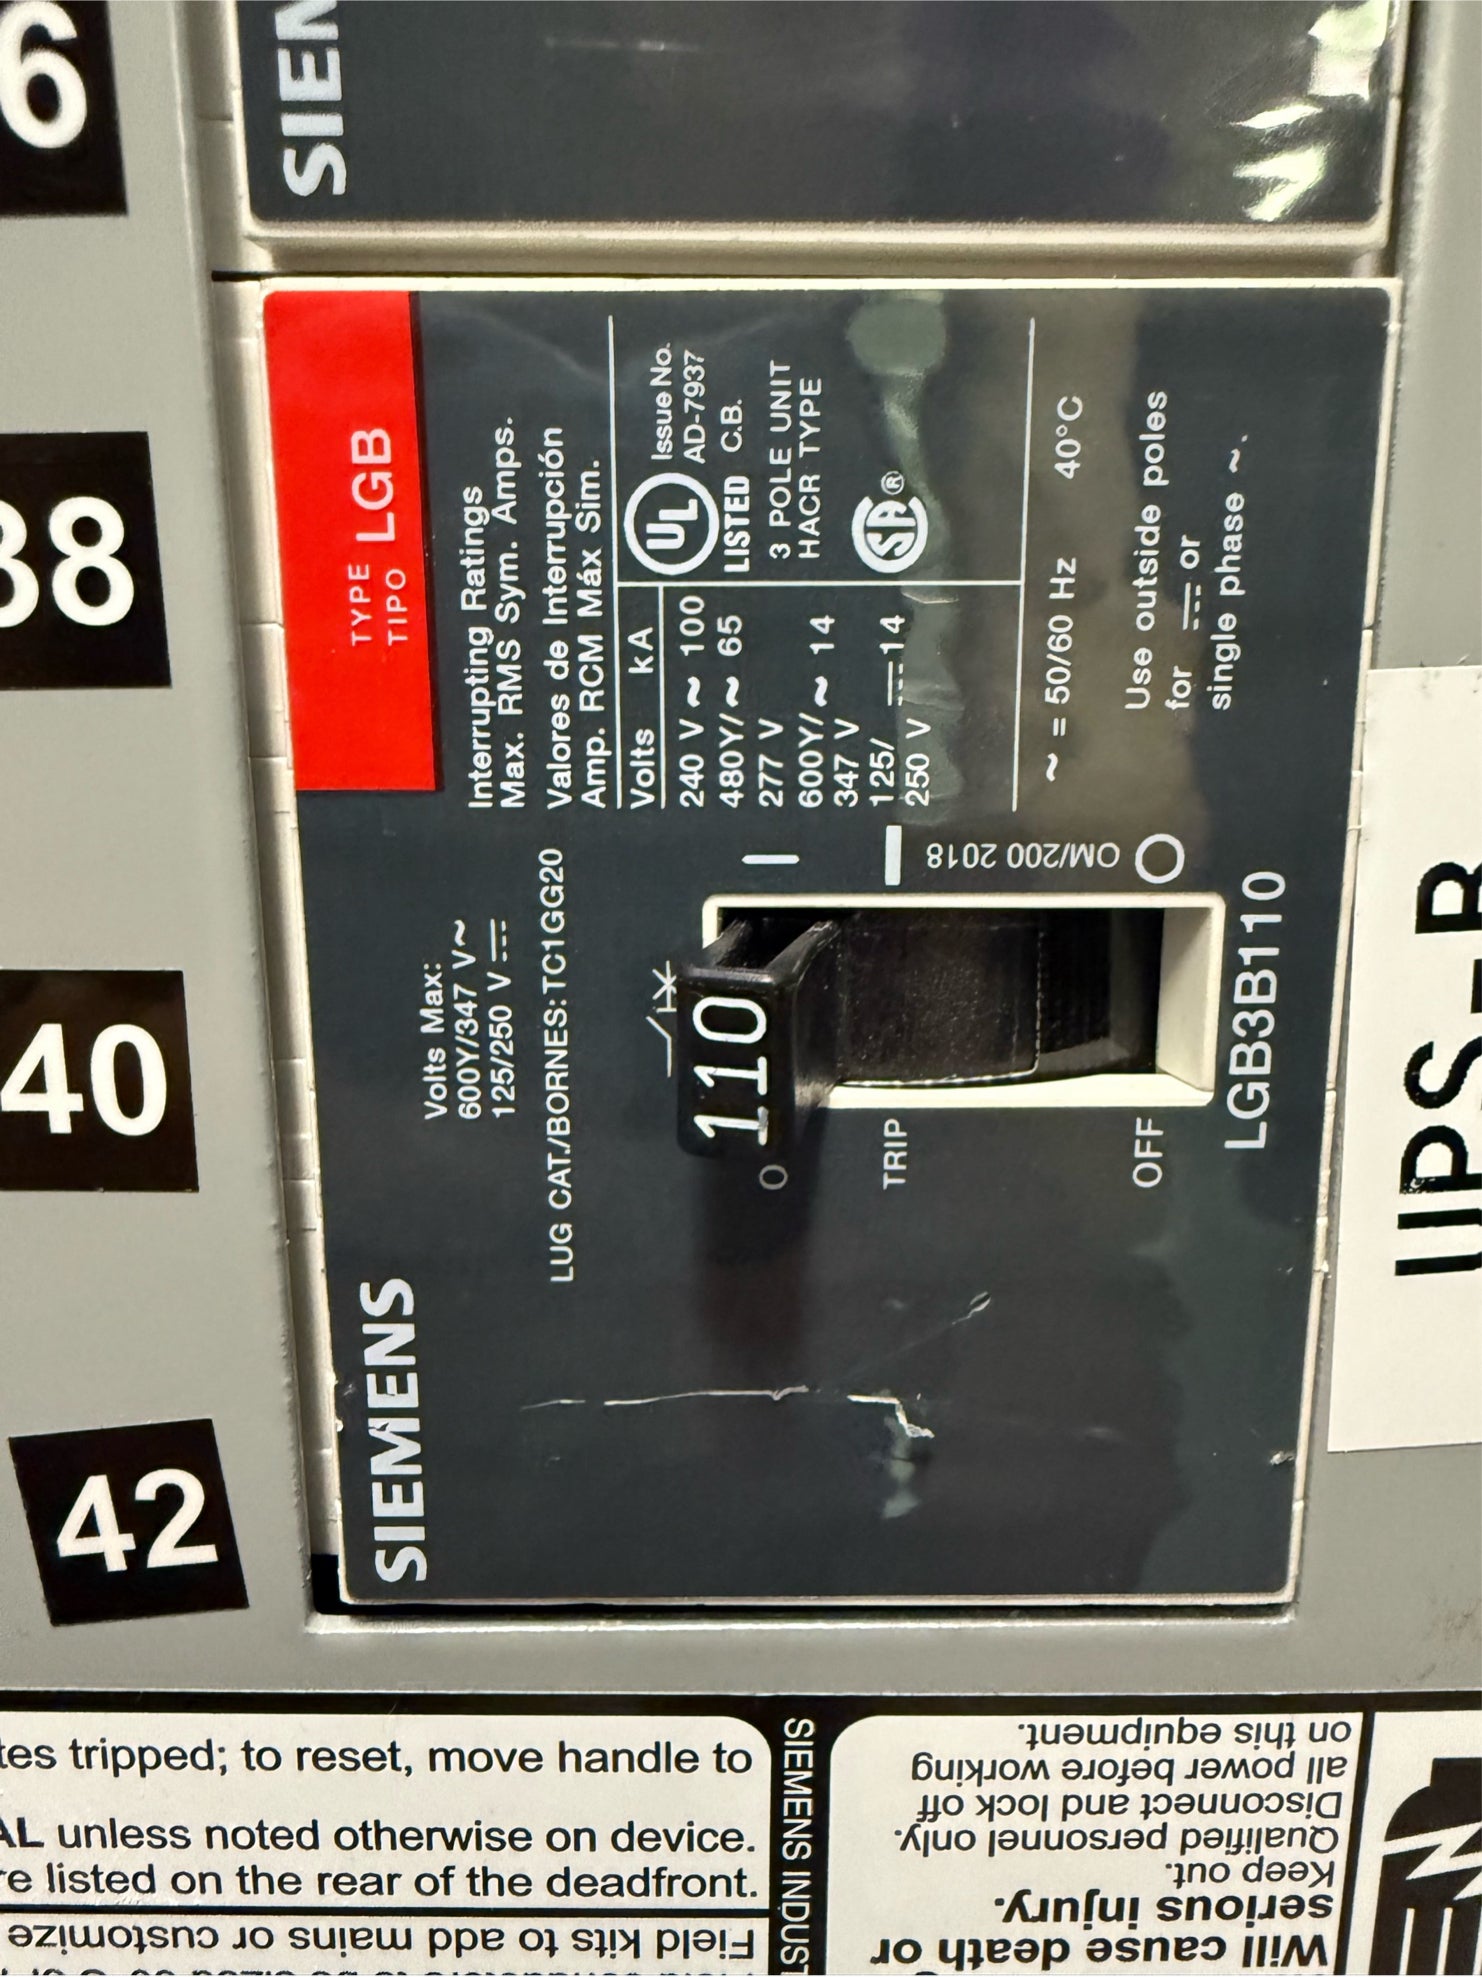 6
38
40
42
SIEN
TYPE
TIPO LGB
Interrupting Ratings
Max. RMS Sym. Amps.
Valores de Interrupción
Amp. RCM Máx Sim.
Volts kA
240 V ~ 100
480Y/~ 65
277 V
600Y/~ 14
347 V
125/ ⎓ 14
250 V
UL Issue No.
AD-7937
LISTED C.B.
3 POLE UNIT
HACR TYPE
SA®
~ = 50/60 Hz 40°C
Use outside poles
for ⎓ or
single phase ~.
SIEMENS
Volts Max:
600Y/347 V~
125/250 V ⎓
LUG CAT./BORNES:TC1GG20
110
O
I
TRIP
OFF
OM/200 2018
O
LGB3B110
UPS-B
tes tripped; to reset, move handle to
AL unless noted otherwise on device.
re listed on the rear of the deadfront.
Field kits to add mains or customize
SIEMENS INDUST
Will cause death or
serious injury.
Keep out.
Qualified personnel only.
Disconnect and lock off
all power before working
on this equipment.